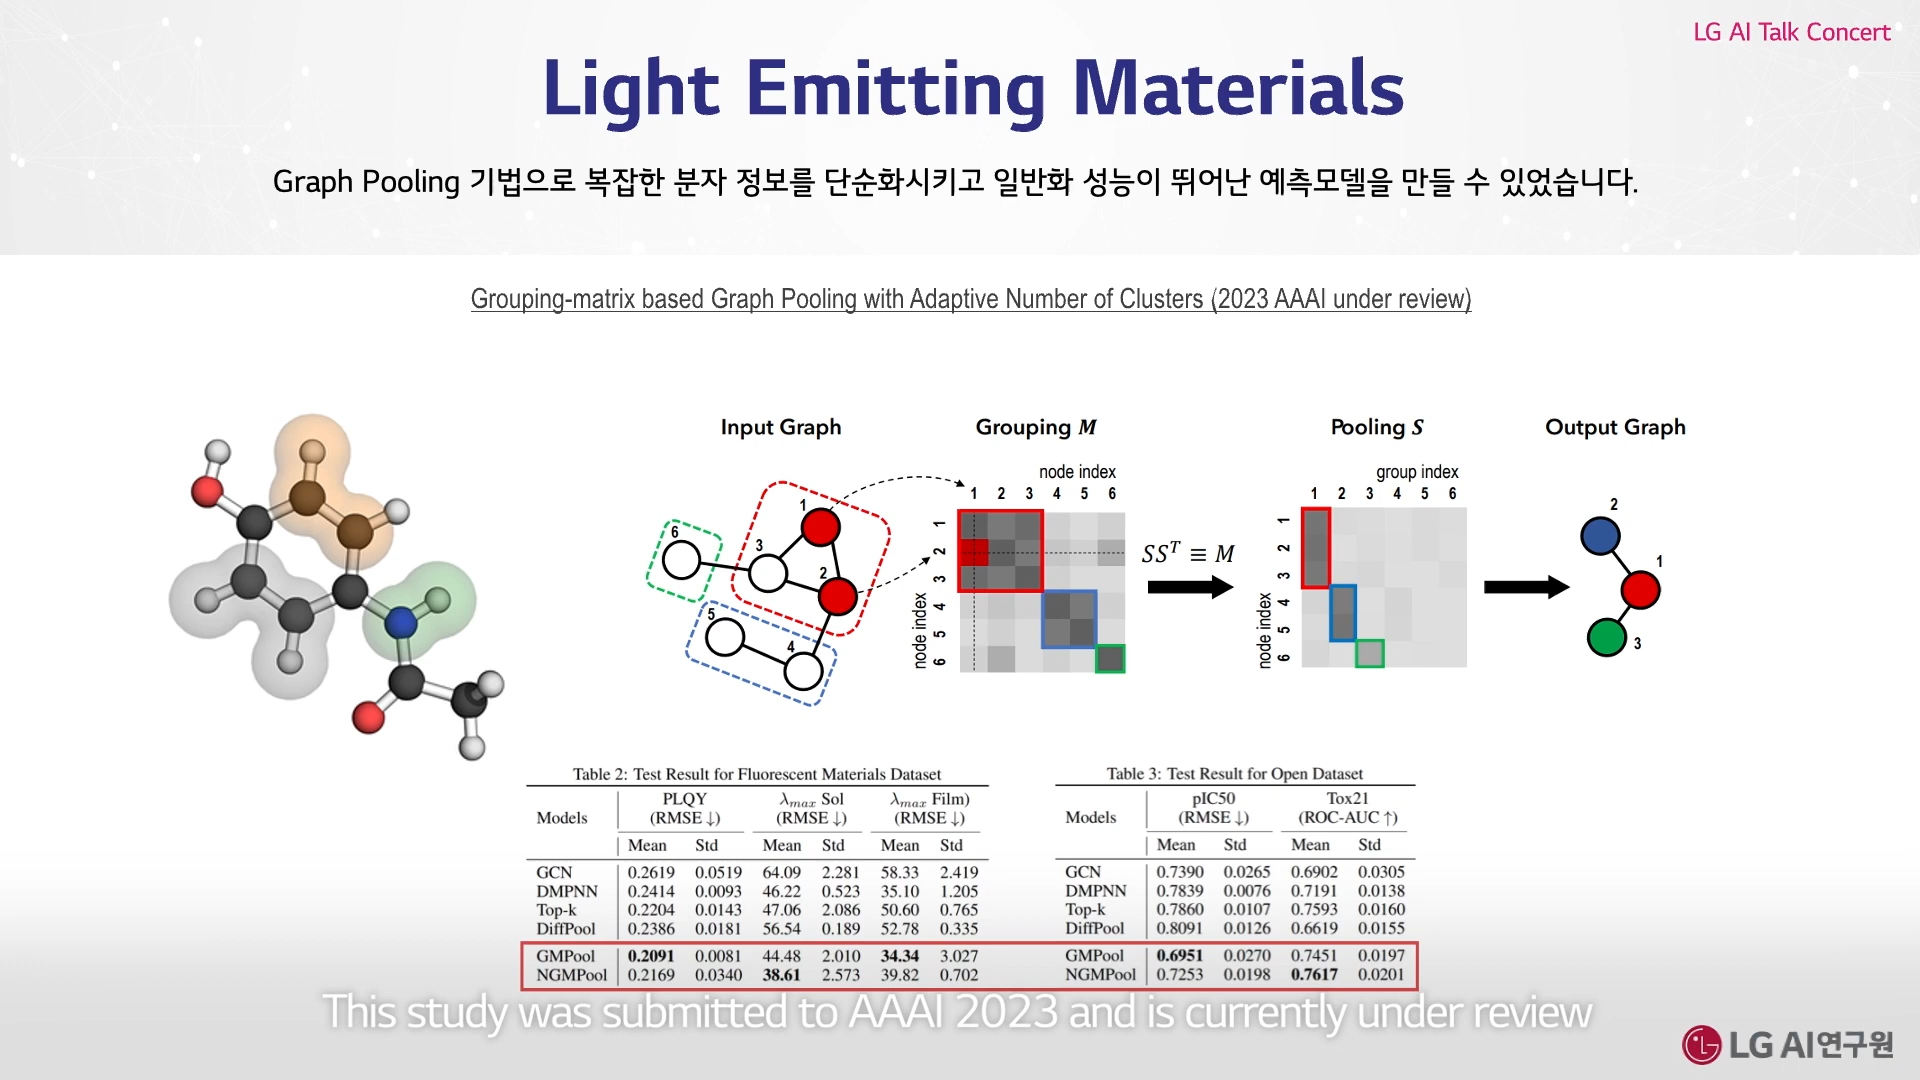 LG AI Talk Concert
Light Emitting Materials
Graph Pooling 기법으로 복잡한 분자 정보를 단순화시키고 일반화 성능이 뛰어난 예측모델을 만들 수 있었습니다.
Grouping-matrix based Graph Pooling with Adaptive Number of Clusters (2023 AAAI under review)
Input Graph
1
2
3
4
5
6
Grouping M
node index
1 2 3 4 5 6
node index
1
2
3
4
5
6
SSᵀ ≡ M
Pooling S
group index
1 2 3 4 5 6
node index
1
2
3
4
5
6
Output Graph
2
1
3
Table 2: Test Result for Fluorescent Materials Dataset
Models PLQY (RMSE ↓) λmax Sol (RMSE ↓) λmax Film) (RMSE ↓)
Mean Std Mean Std Mean Std
GCN 0.2619 0.0519 64.09 2.281 58.33 2.419
DMPNN 0.2414 0.0093 46.22 0.523 35.10 1.205
Top-k 0.2204 0.0143 47.06 2.086 50.60 0.765
DiffPool 0.2386 0.0181 56.54 0.189 52.78 0.335
GMPool 0.2091 0.0081 44.48 2.010 34.34 3.027
NGMPool 0.2169 0.0340 38.61 2.573 39.82 0.702
Table 3: Test Result for Open Dataset
Models pIC50 (RMSE ↓) Tox21 (ROC-AUC ↑)
Mean Std Mean Std
GCN 0.7390 0.0265 0.6902 0.0305
DMPNN 0.7839 0.0076 0.7191 0.0138
Top-k 0.7860 0.0107 0.7593 0.0160
DiffPool 0.8091 0.0126 0.6619 0.0155
GMPool 0.6951 0.0270 0.7451 0.0197
NGMPool 0.7253 0.0198 0.7617 0.0201
This study was submitted to AAAI 2023 and is currently under review
LG AI연구원